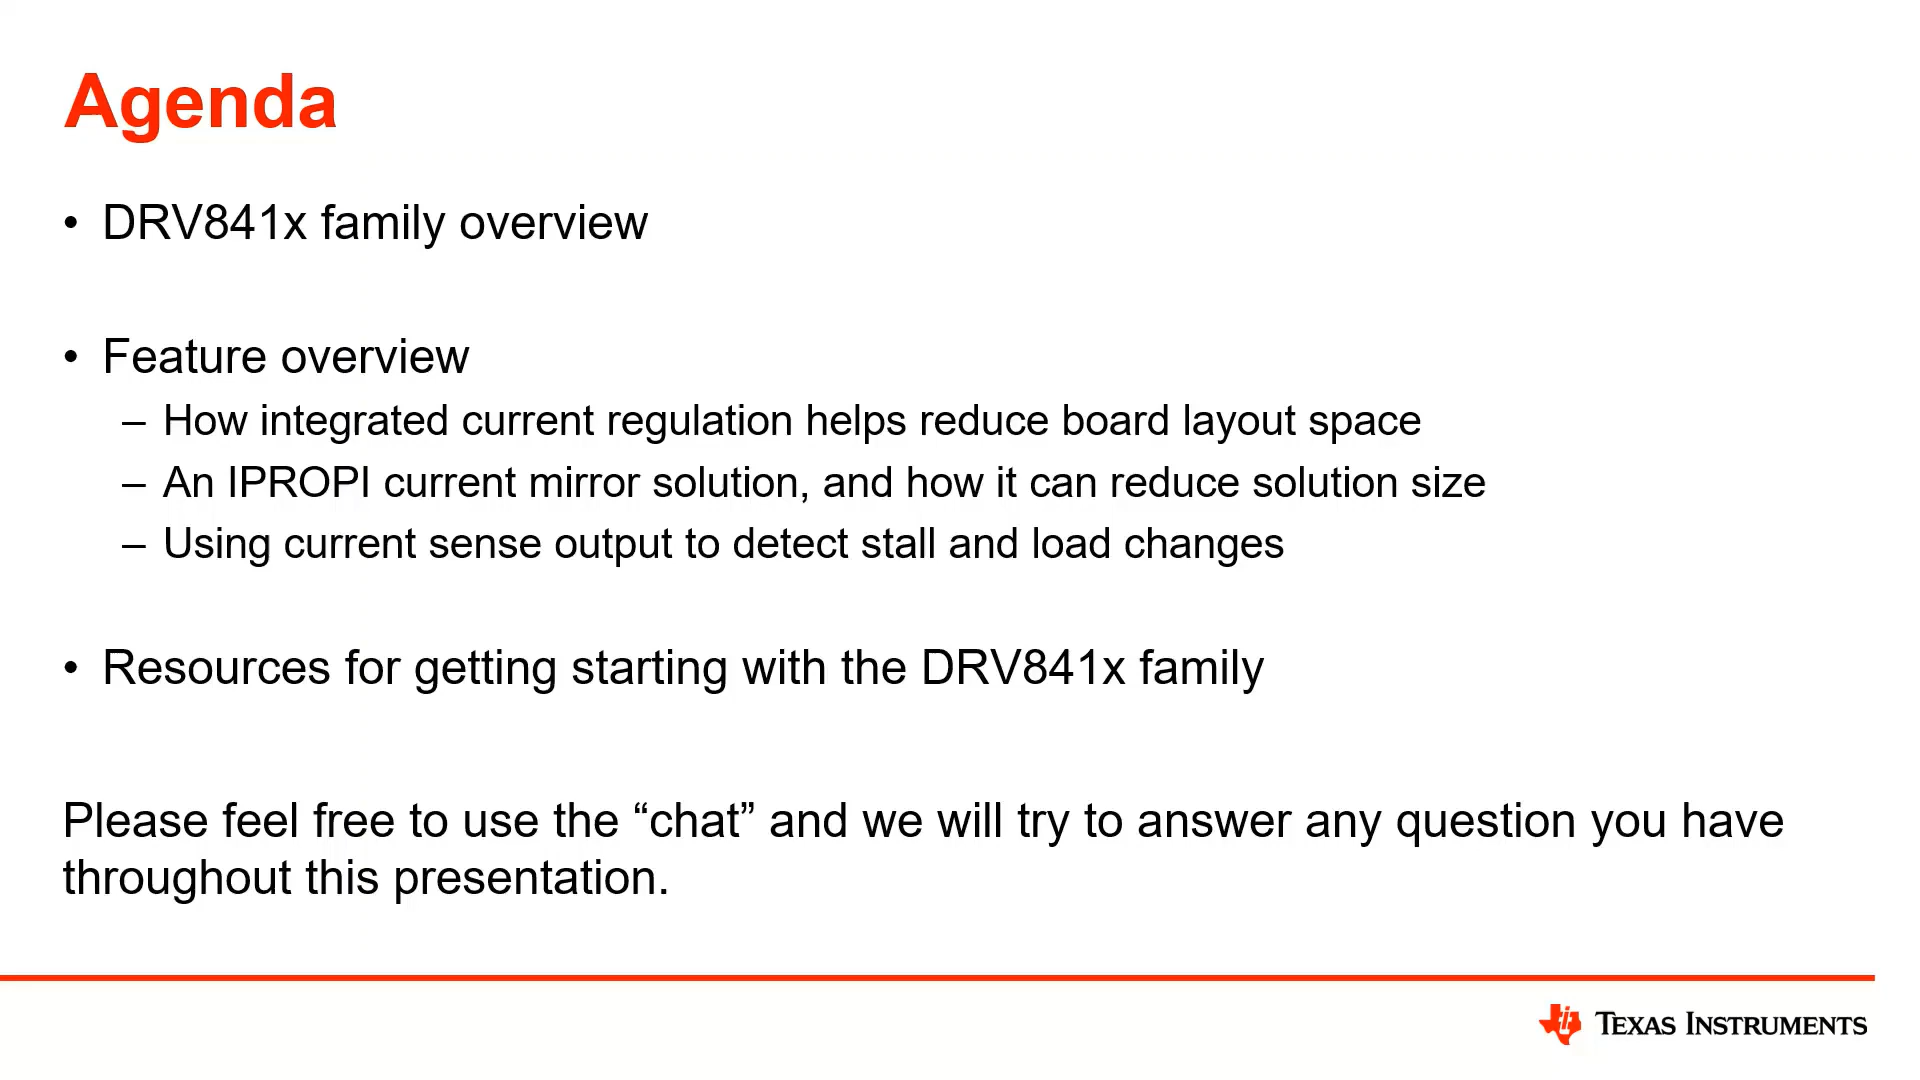 Agenda
• DRV841x family overview
• Feature overview
– How integrated current regulation helps reduce board layout space
– An IPROPI current mirror solution, and how it can reduce solution size
– Using current sense output to detect stall and load changes
• Resources for getting starting with the DRV841x family
Please feel free to use the “chat” and we will try to answer any question you have
throughout this presentation.
TEXAS INSTRUMENTS